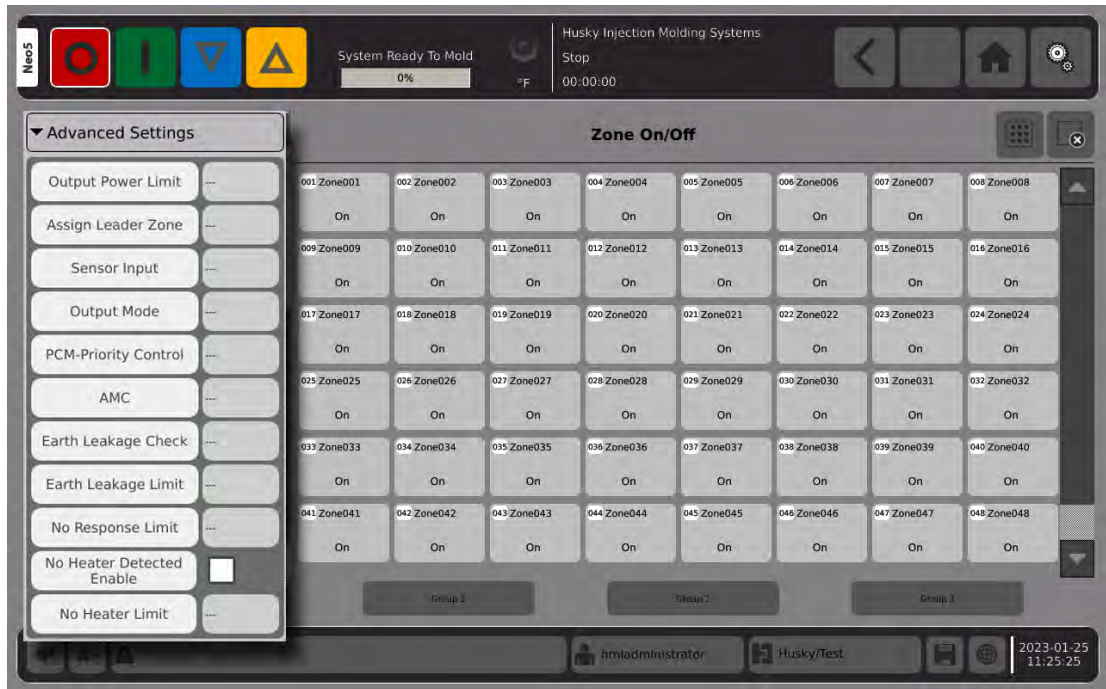 Neo5
System Ready To Mold
0%
°F
Husky Injection Molding Systems
Stop
00:00:00
Advanced Settings
Zone On/Off
Output Power Limit ---
Assign Leader Zone ---
Sensor Input ---
Output Mode ---
PCM-Priority Control ---
AMC ---
Earth Leakage Check ---
Earth Leakage Limit ---
No Response Limit ---
No Heater Detected
Enable
No Heater Limit ---
001 Zone001 002 Zone002 003 Zone003 004 Zone004 005 Zone005 006 Zone006 007 Zone007 008 Zone008
On On On On On On On On
009 Zone009 010 Zone010 011 Zone011 012 Zone012 013 Zone013 014 Zone014 015 Zone015 016 Zone016
On On On On On On On On
017 Zone017 018 Zone018 019 Zone019 020 Zone020 021 Zone021 022 Zone022 023 Zone023 024 Zone024
On On On On On On On On
025 Zone025 026 Zone026 027 Zone027 028 Zone028 029 Zone029 030 Zone030 031 Zone031 032 Zone032
On On On On On On On On
033 Zone033 034 Zone034 035 Zone035 036 Zone036 037 Zone037 038 Zone038 039 Zone039 040 Zone040
On On On On On On On On
041 Zone041 042 Zone042 043 Zone043 044 Zone044 045 Zone045 046 Zone046 047 Zone047 048 Zone048
On On On On On On On On
Group
Group
Group
hmiadministrator
Husky/Test
2023-01-25
11:25:25